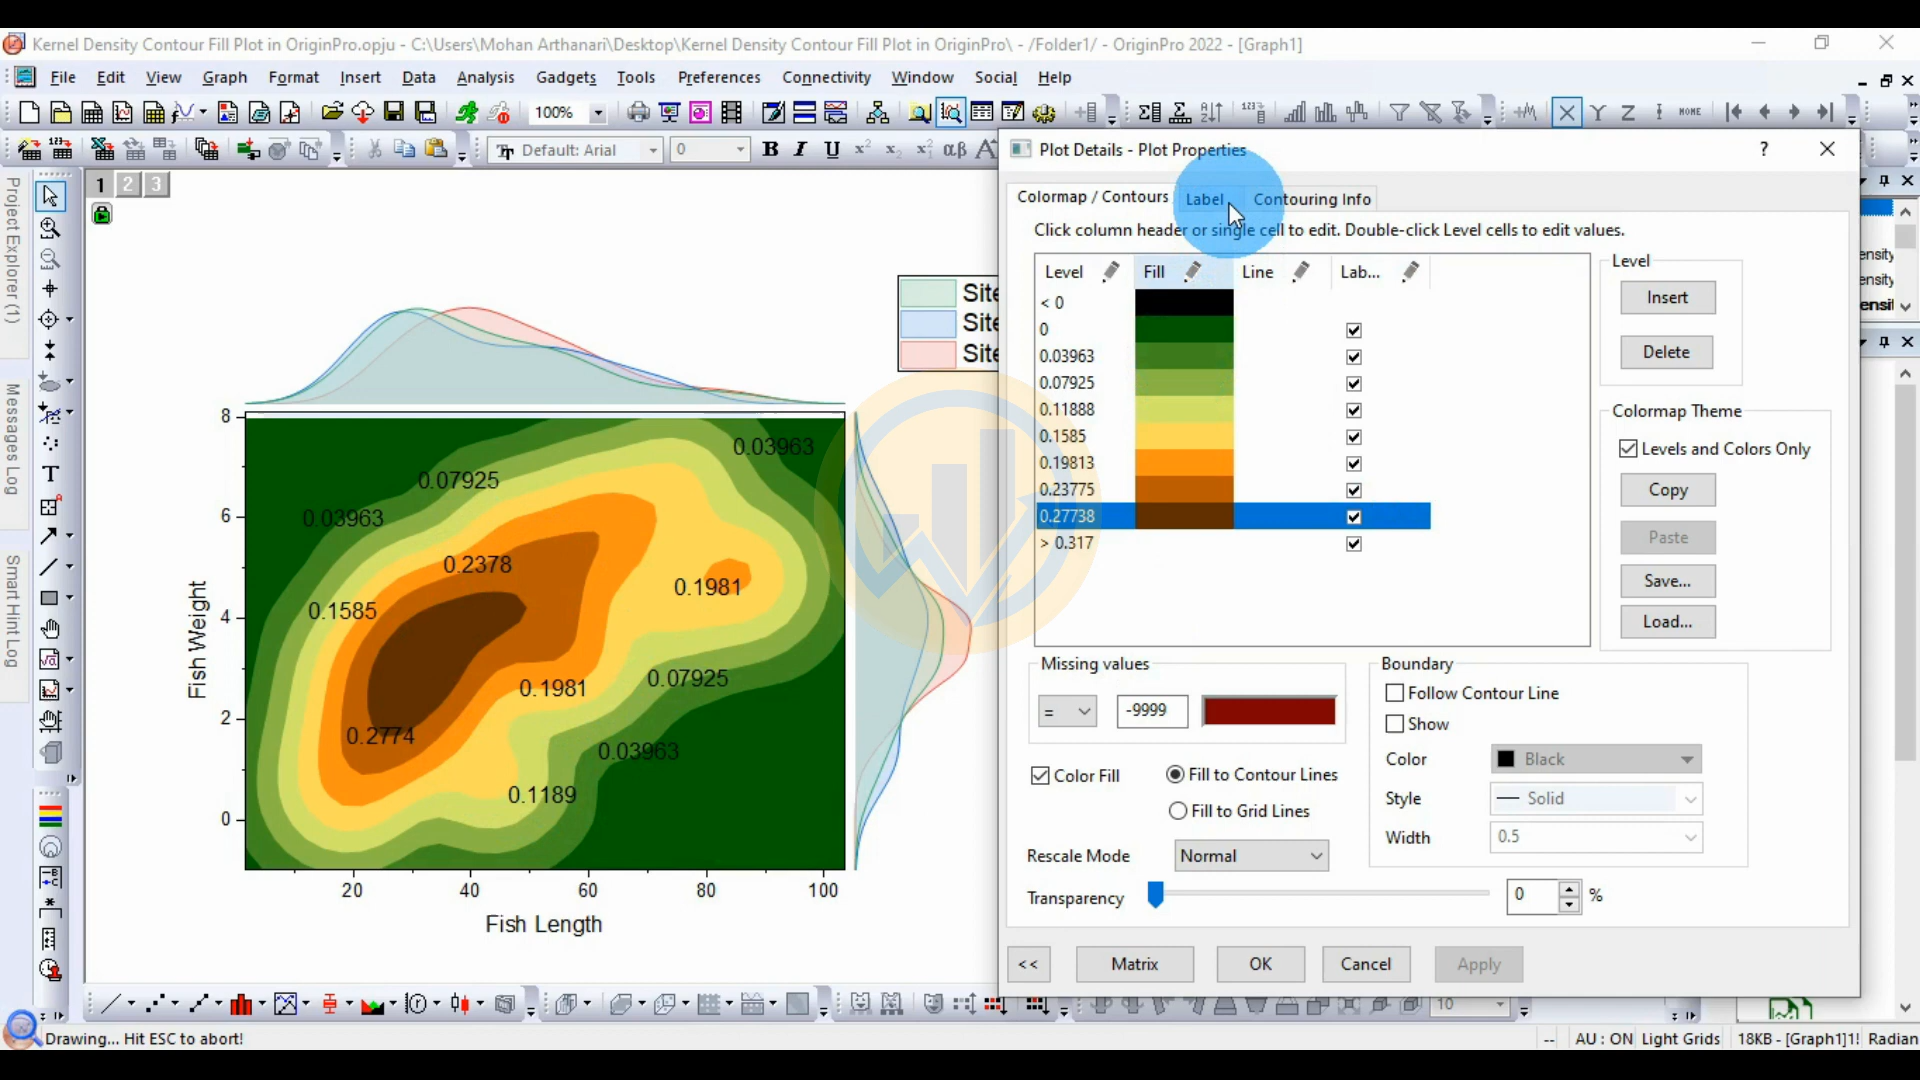 Kernel Density Contour Fill Plot in OriginPro.opju - C:\Users\Mohan Arthanari\Desktop\Kernel Density Contour Fill Plot in OriginPro\ - /Folder1/ - OriginPro 2022 - [Graph1]
File Edit View Graph Format Insert Data Analysis Gadgets Tools Preferences Connectivity Window Social Help
100%
X Y Z HOME
Default: Arial 0 B I U
Project Explorer (1)
Messages Log
Smart Hint Log
1 2 3
Site
Site
Site
8
6
4
2
0
20 40 60 80 100
Fish Weight
Fish Length
0.03963
0.07925
0.03963
0.2378
0.1981
0.1585
0.07925
0.1981
0.2774
0.03963
0.1189
Plot Details - Plot Properties ?
Colormap / Contours Label Contouring Info
Click column header or single cell to edit. Double-click Level cells to edit values.
Level Fill Line Lab...
< 0
0
0.03963
0.07925
0.11888
0.1585
0.19813
0.23775
0.27738
> 0.317
Level
Insert
Delete
Colormap Theme
Levels and Colors Only
Copy
Paste
Save...
Load...
Missing values
= -9999
Color Fill
Fill to Contour Lines
Fill to Grid Lines
Rescale Mode Normal
Transparency 0 %
Boundary
Follow Contour Line
Show
Color Black
Style Solid
Width 0.5
<< Matrix OK Cancel Apply
ensity
ensity
ensit
10
Drawing... Hit ESC to abort!
-- AU : ON Light Grids 18KB - [Graph1]1! Radian